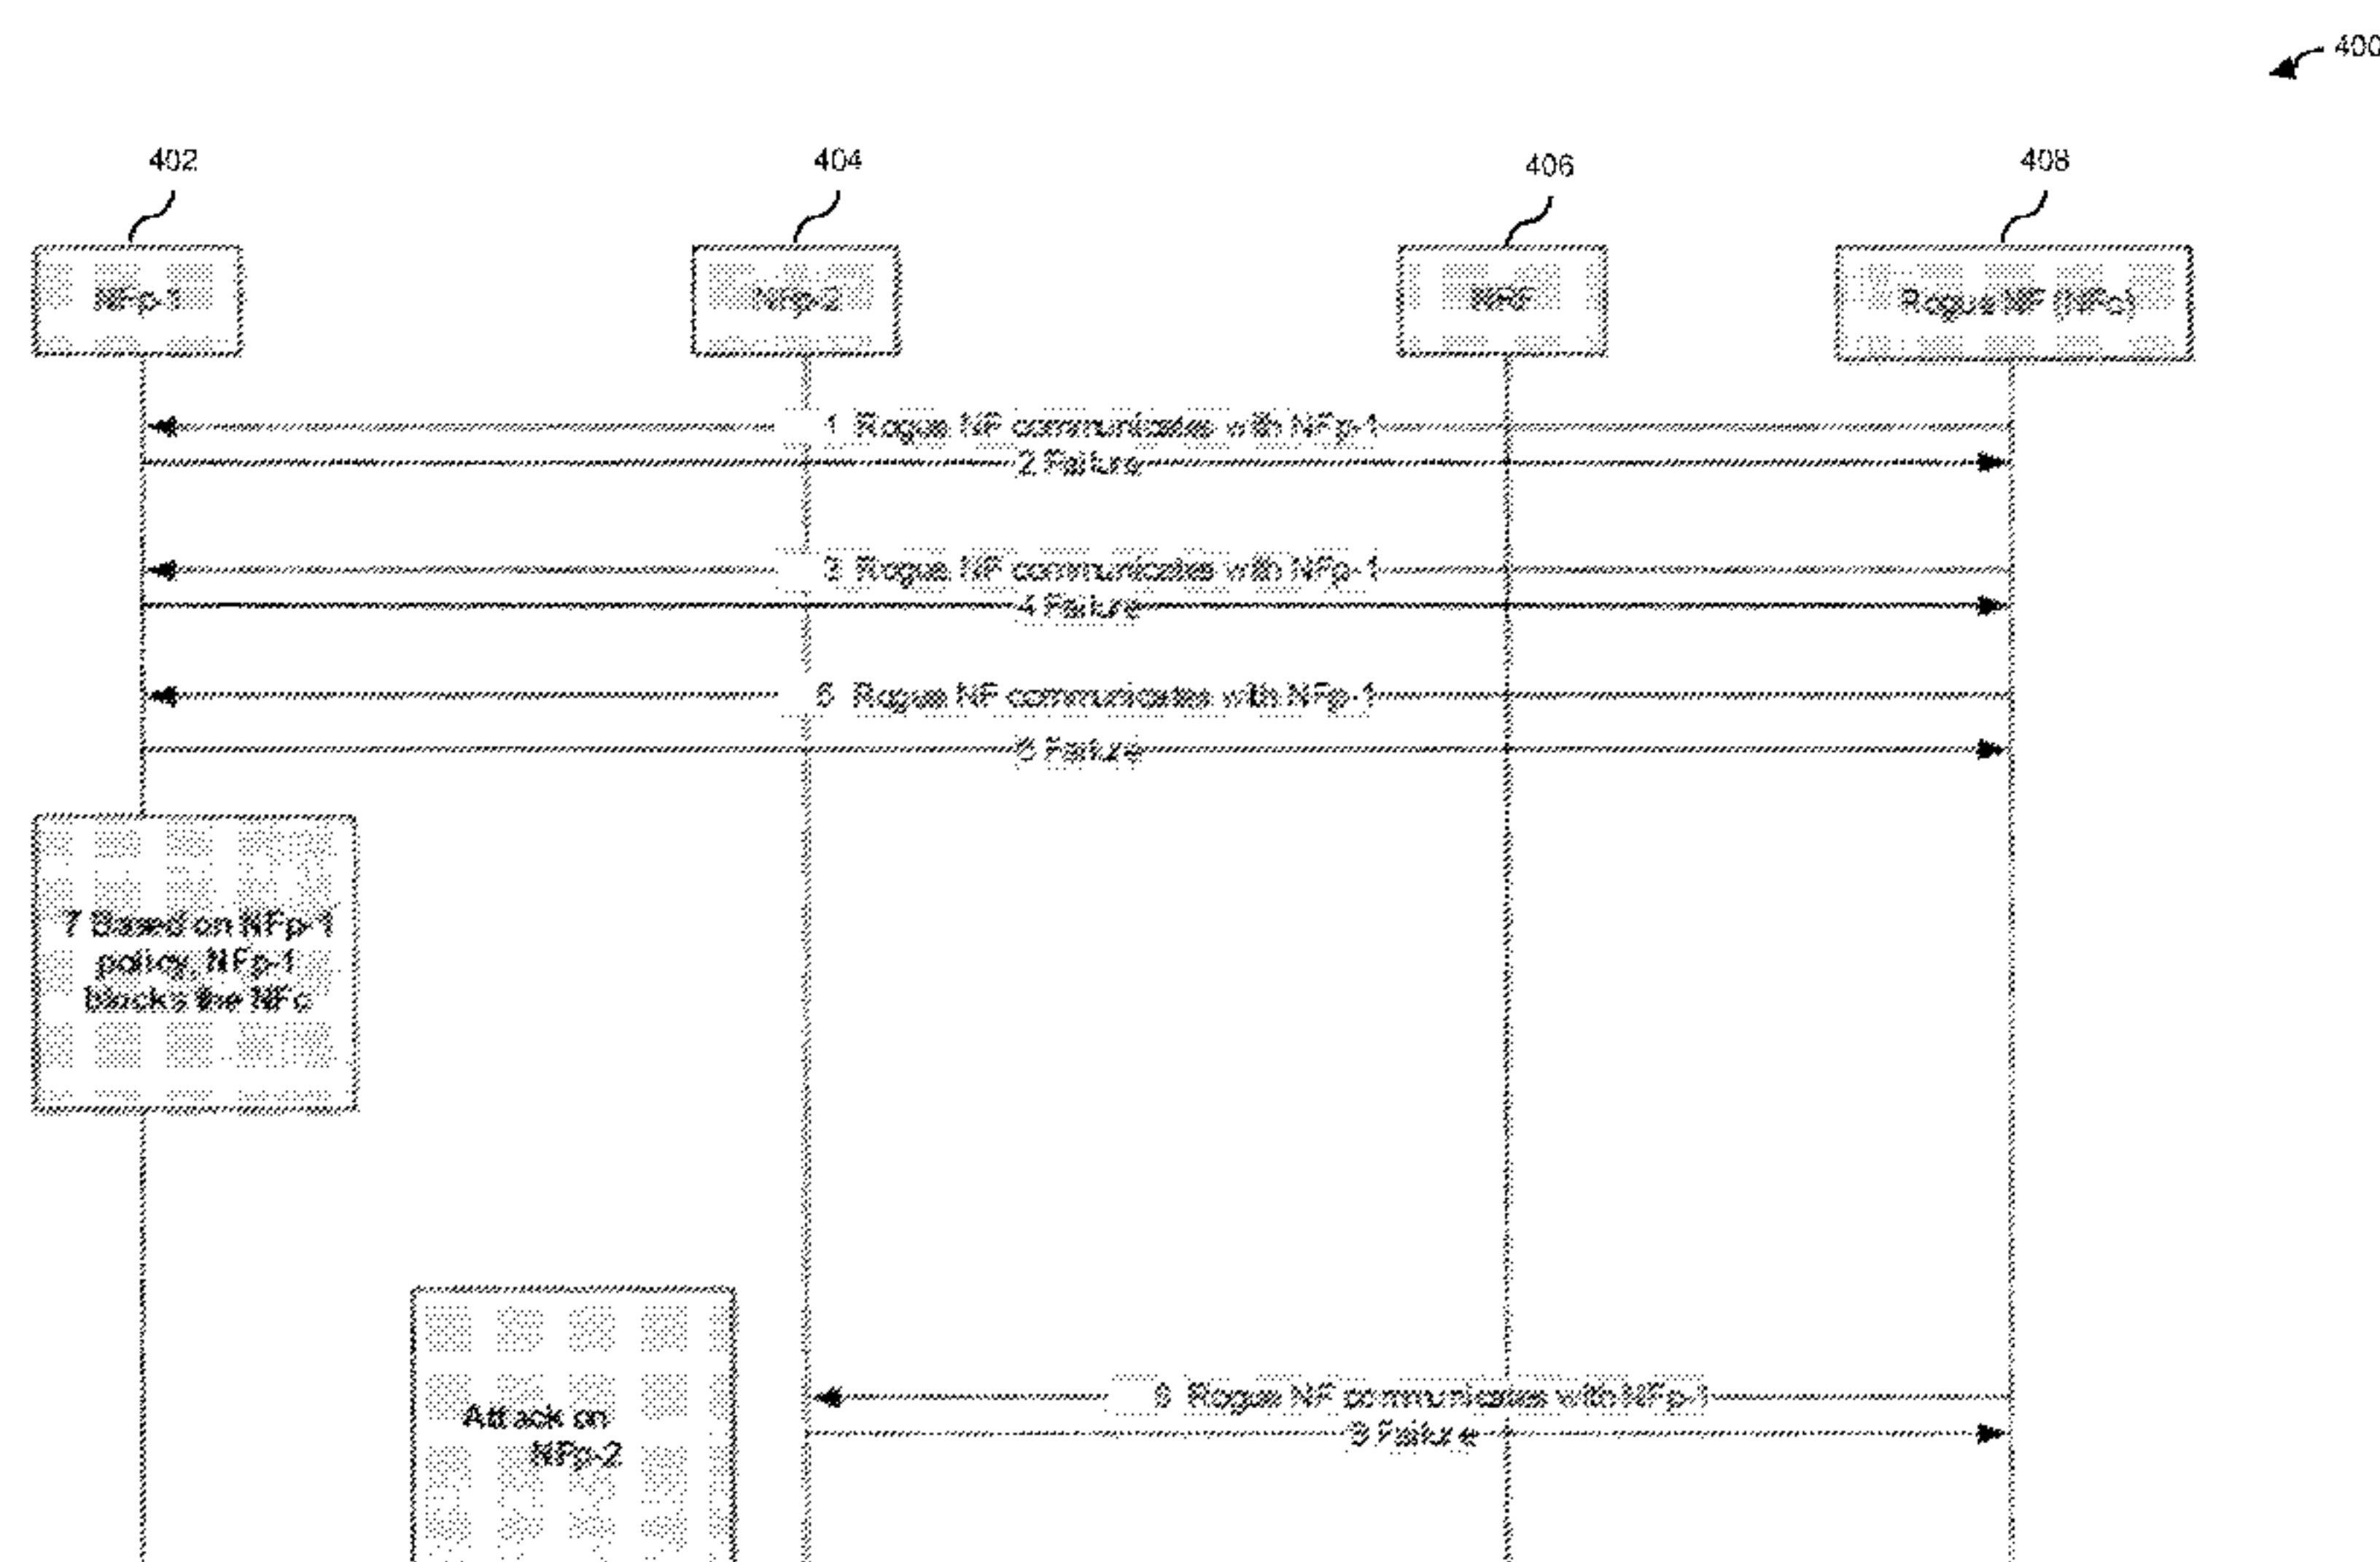 400
402
404
406
408
NFp-1
NFp-2
NRF
Rogue NF (NFc)
1 Rogue NF communicates with NFp-1
2 Failure
3 Rogue NF communicates with NFp-1
4 Failure
5 Rogue NF communicates with NFp-1
6 Failure
7 Based on NFp-1
policy, NFp-1
blocks the NFc
8 Rogue NF communicates with NFp-1
9 Failure
Attack on
NFp-2